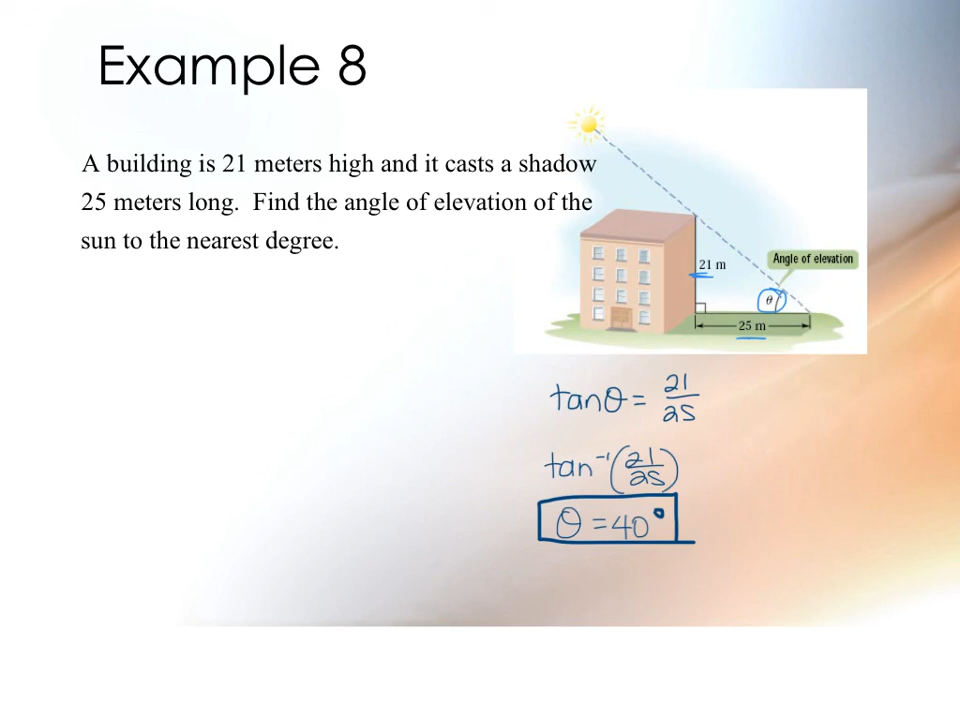 Example 8
A building is 21 meters high and it casts a shadow
25 meters long. Find the angle of elevation of the
sun to the nearest degree.
21 m
Angle of elevation
θ
25 m
tanθ = 21/25
tan⁻¹(21/25)
θ = 40°